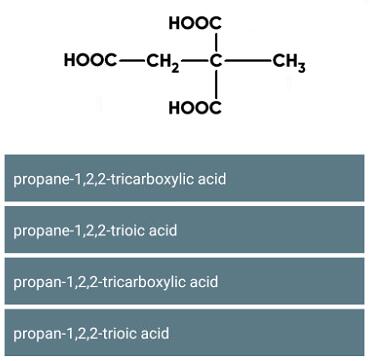 HOOC
HOOC—CH₂—C—CH₃
HOOC
propane-1,2,2-tricarboxylic acid
propane-1,2,2-trioic acid
propan-1,2,2-tricarboxylic acid
propan-1,2,2-trioic acid